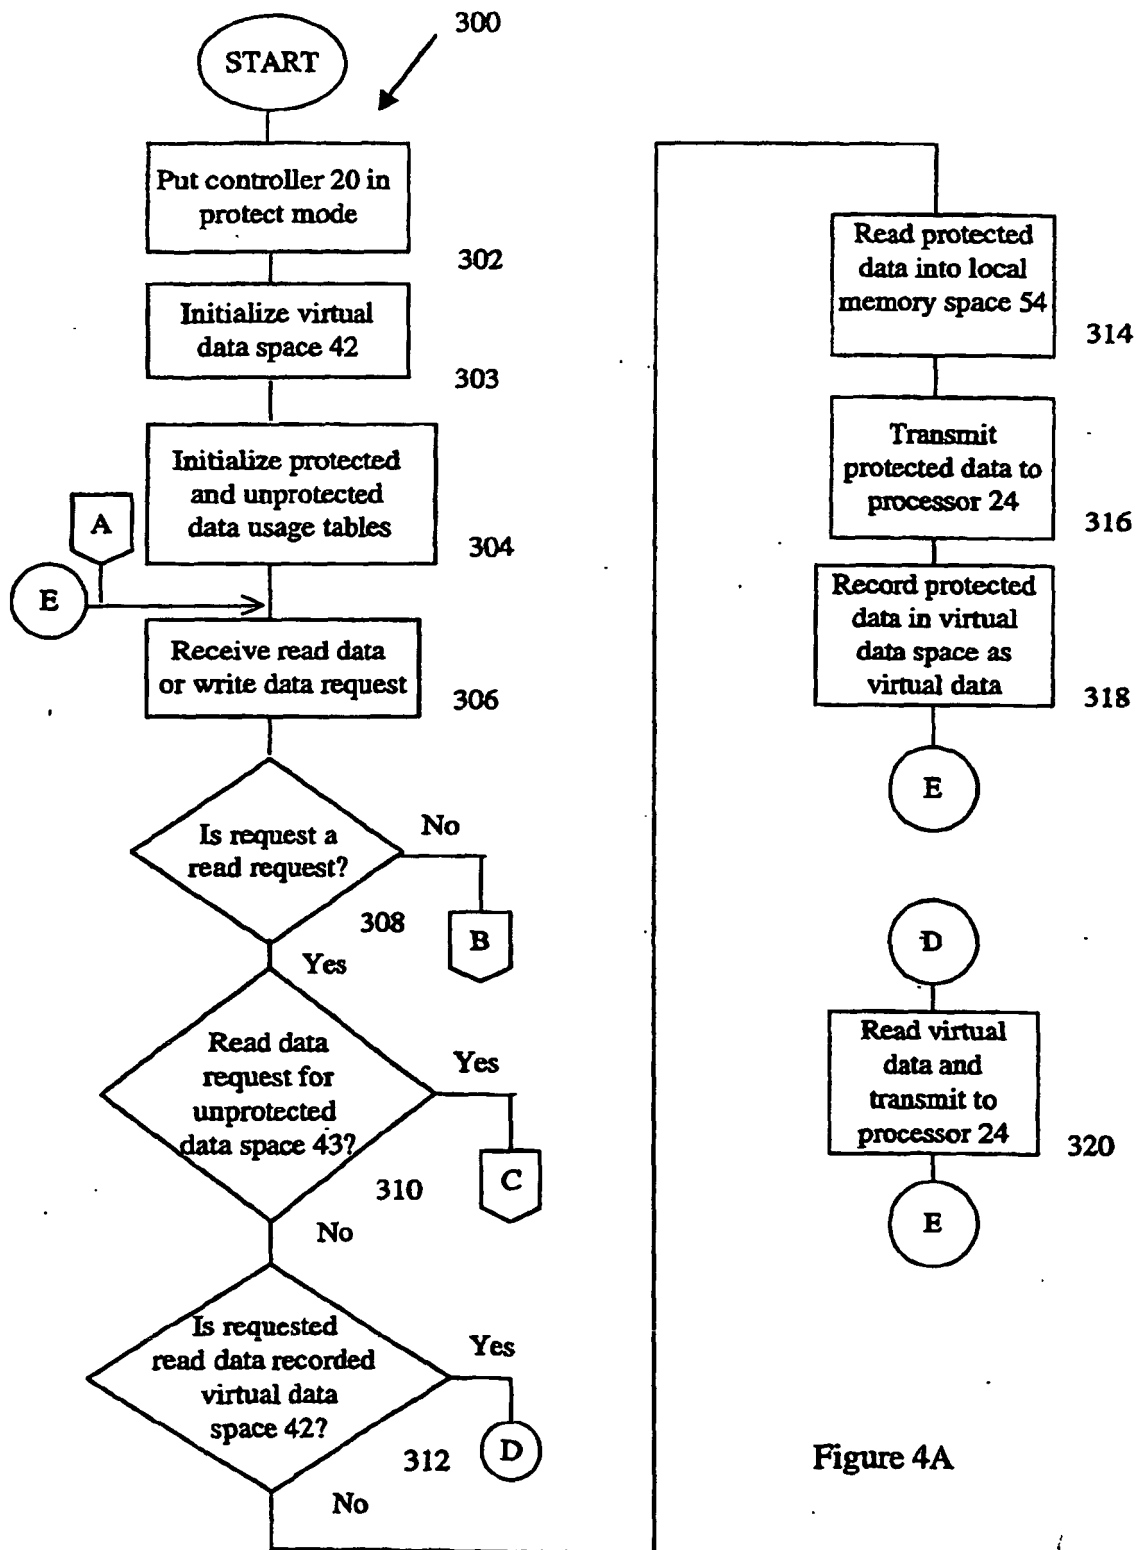 300
START
Put controller 20 in
protect mode
302
Initialize virtual
data space 42
303
Initialize protected
and unprotected
data usage tables
304
A
E
Receive read data
or write data request
306
Is request a
read request?
308
No
B
Yes
Read data
request for
unprotected
data space 43?
310
Yes
C
No
Is requested
read data recorded
virtual data
space 42?
312
Yes
D
No
Read protected
data into local
memory space 54
314
Transmit
protected data to
processor 24
316
Record protected
data in virtual
data space as
virtual data
318
E
D
Read virtual
data and
transmit to
processor 24
320
E
Figure 4A